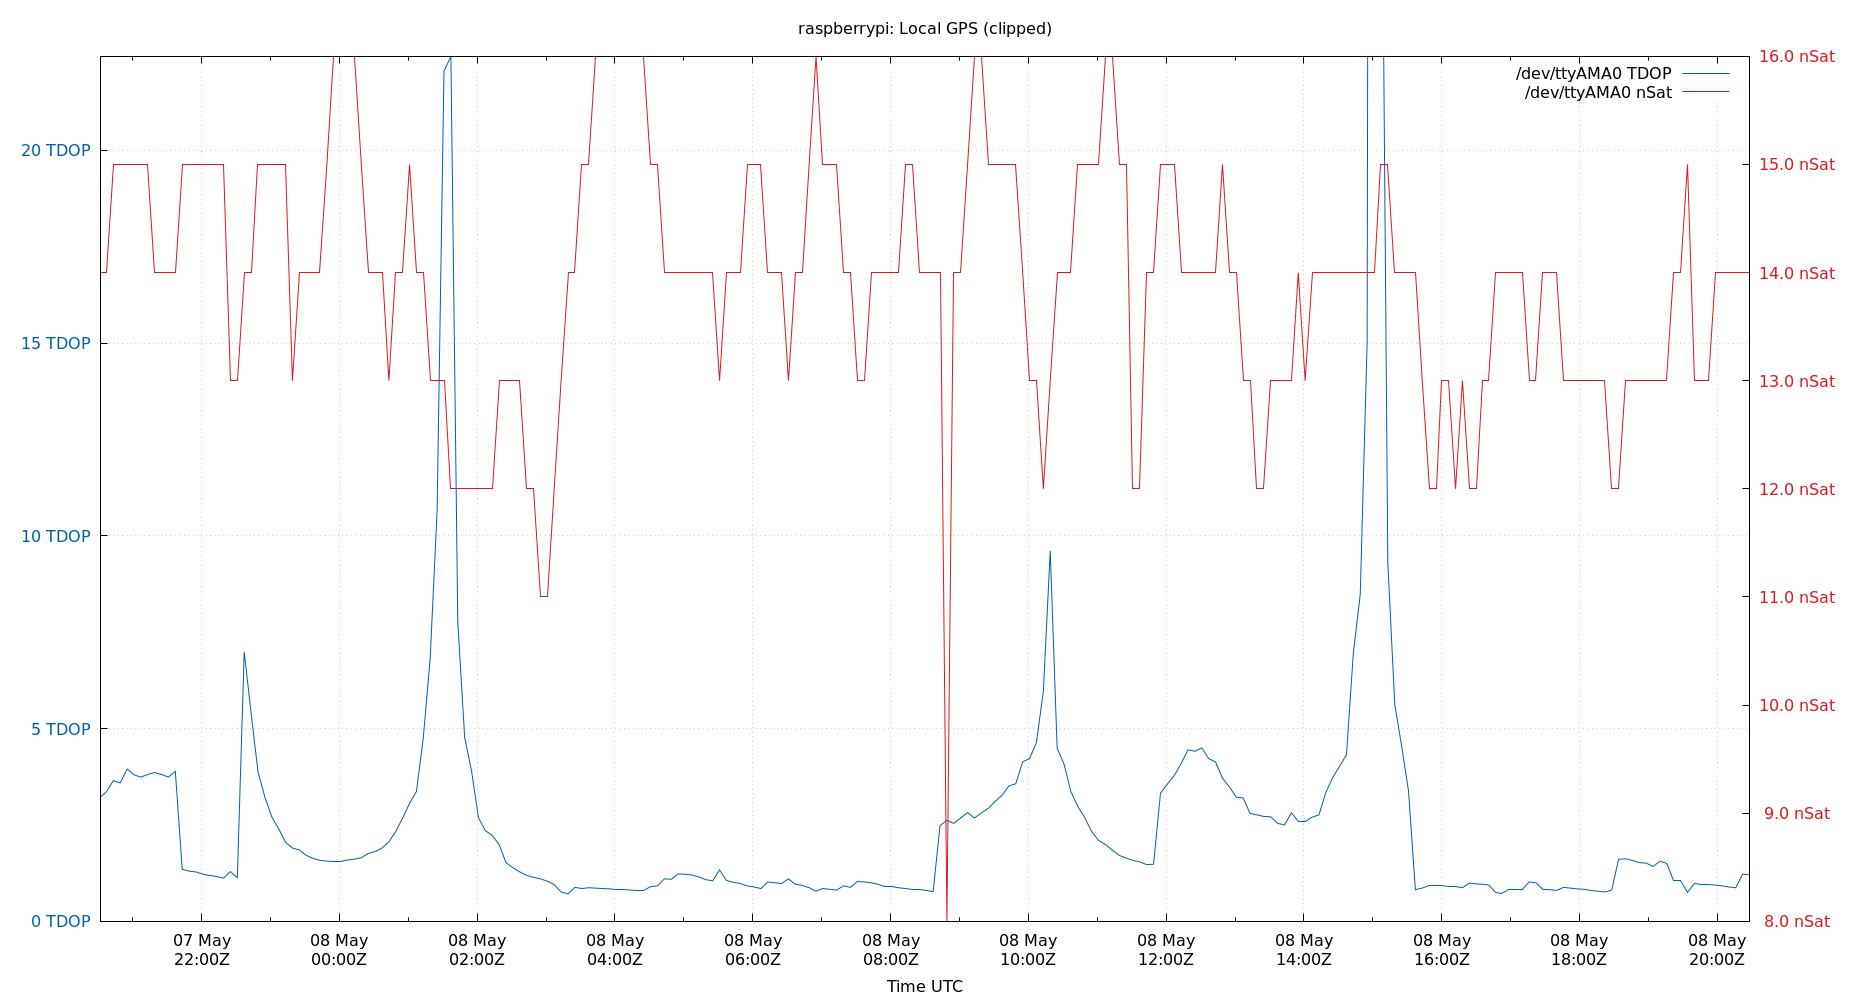 raspberrypi: Local GPS (clipped)
/dev/ttyAMA0 TDOP
/dev/ttyAMA0 nSat
20 TDOP
15 TDOP
10 TDOP
5 TDOP
0 TDOP
16.0 nSat
15.0 nSat
14.0 nSat
13.0 nSat
12.0 nSat
11.0 nSat
10.0 nSat
9.0 nSat
8.0 nSat
07 May 08 May 08 May 08 May 08 May 08 May 08 May 08 May 08 May 08 May 08 May 08 May
22:00Z 00:00Z 02:00Z 04:00Z 06:00Z 08:00Z 10:00Z 12:00Z 14:00Z 16:00Z 18:00Z 20:00Z
Time UTC